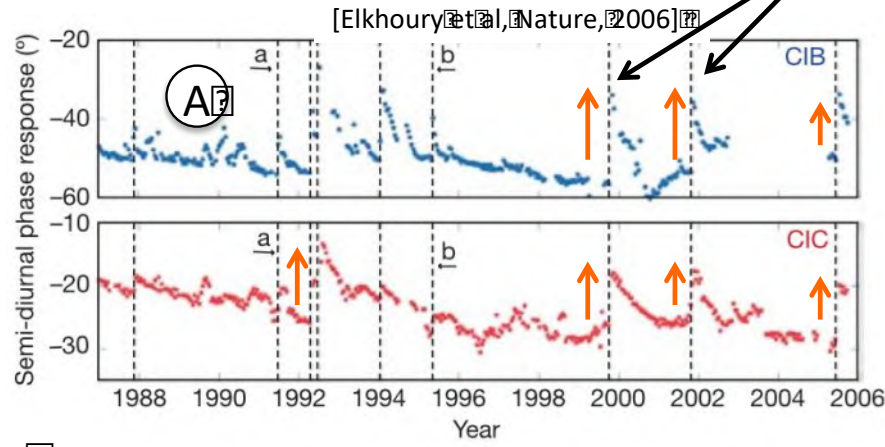 [Elkhoury et al, Nature, 2006]
Semi-diurnal phase response (°)
−20
−40
−60
a
b
CIB
A
−10
−20
−30
a
b
CIC
1988 1990 1992 1994 1996 1998 2000 2002 2004 2006
Year